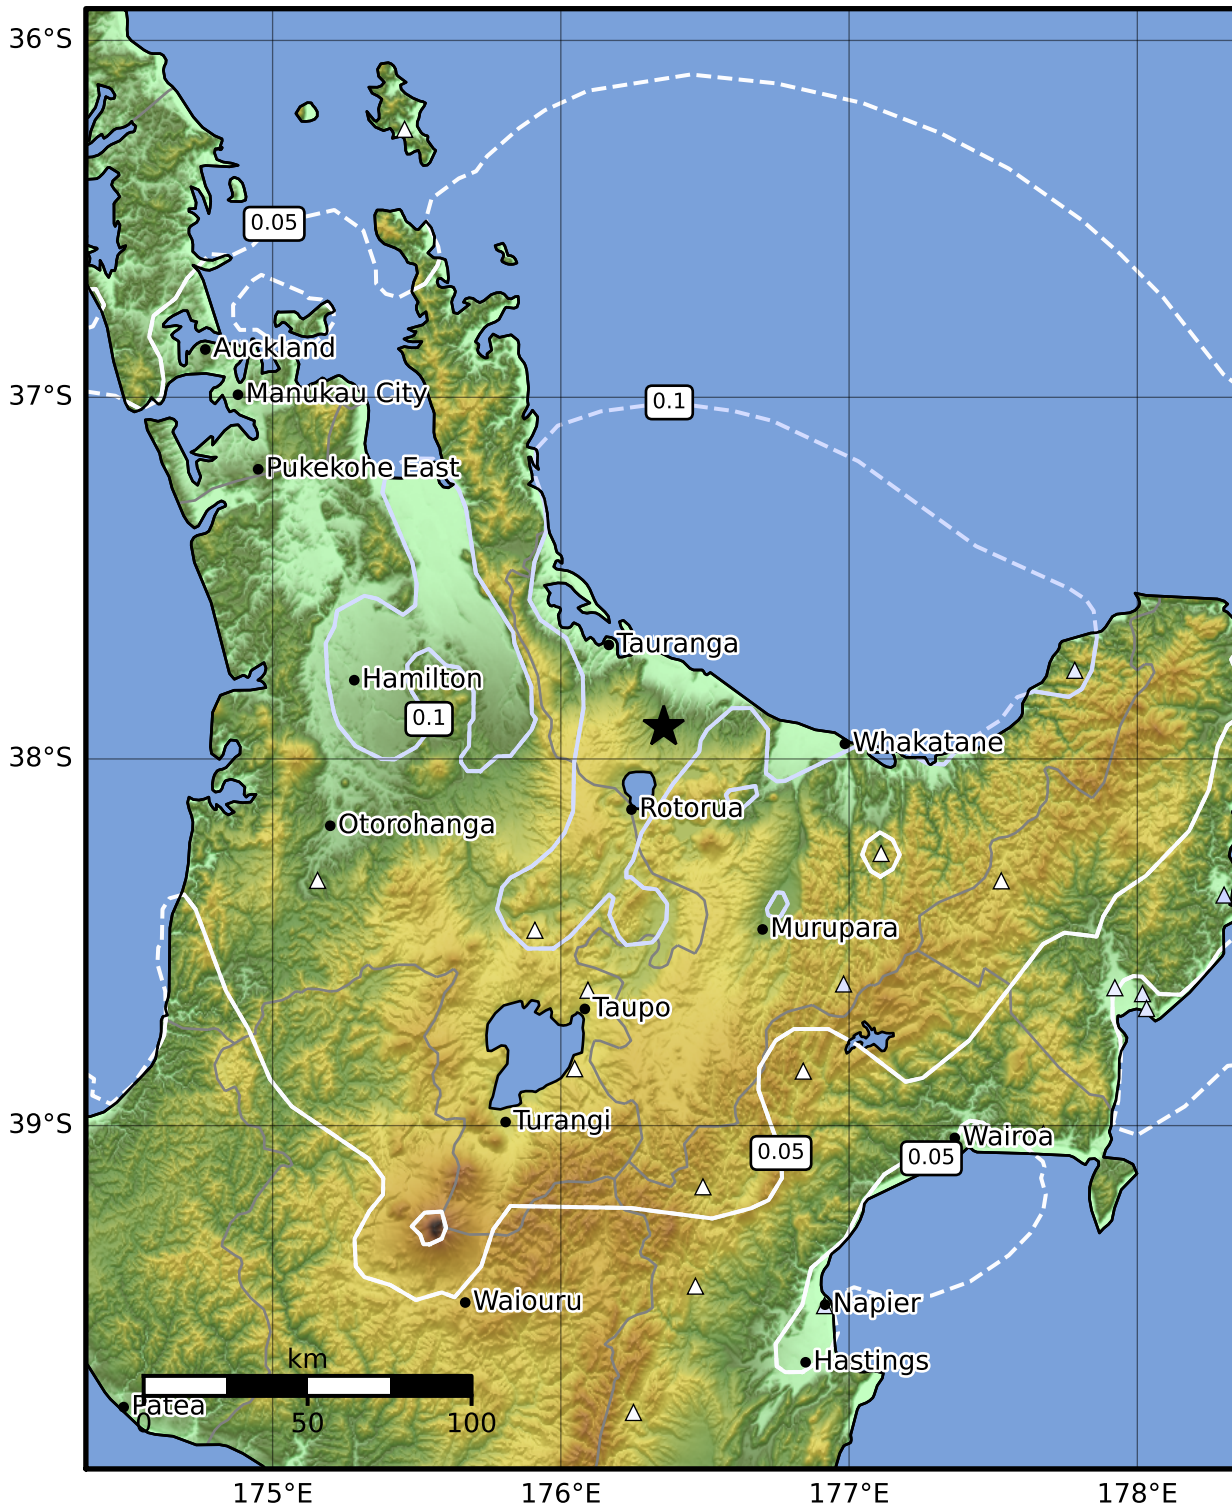 36°S
0.05
Auckland
37°S
0.1
Manukau City
Pukekohe East
Tauranga
Hamilton
0.1
Whakatane
38°S
Rotorua
Otorohanga
Murupara
Taupo
39°S
Turangi
Wairoa
0.05
0.05
Waiouru
Napier
km
Hastings
Patea
0
50
100
175°E
176°E
177°E
178°E